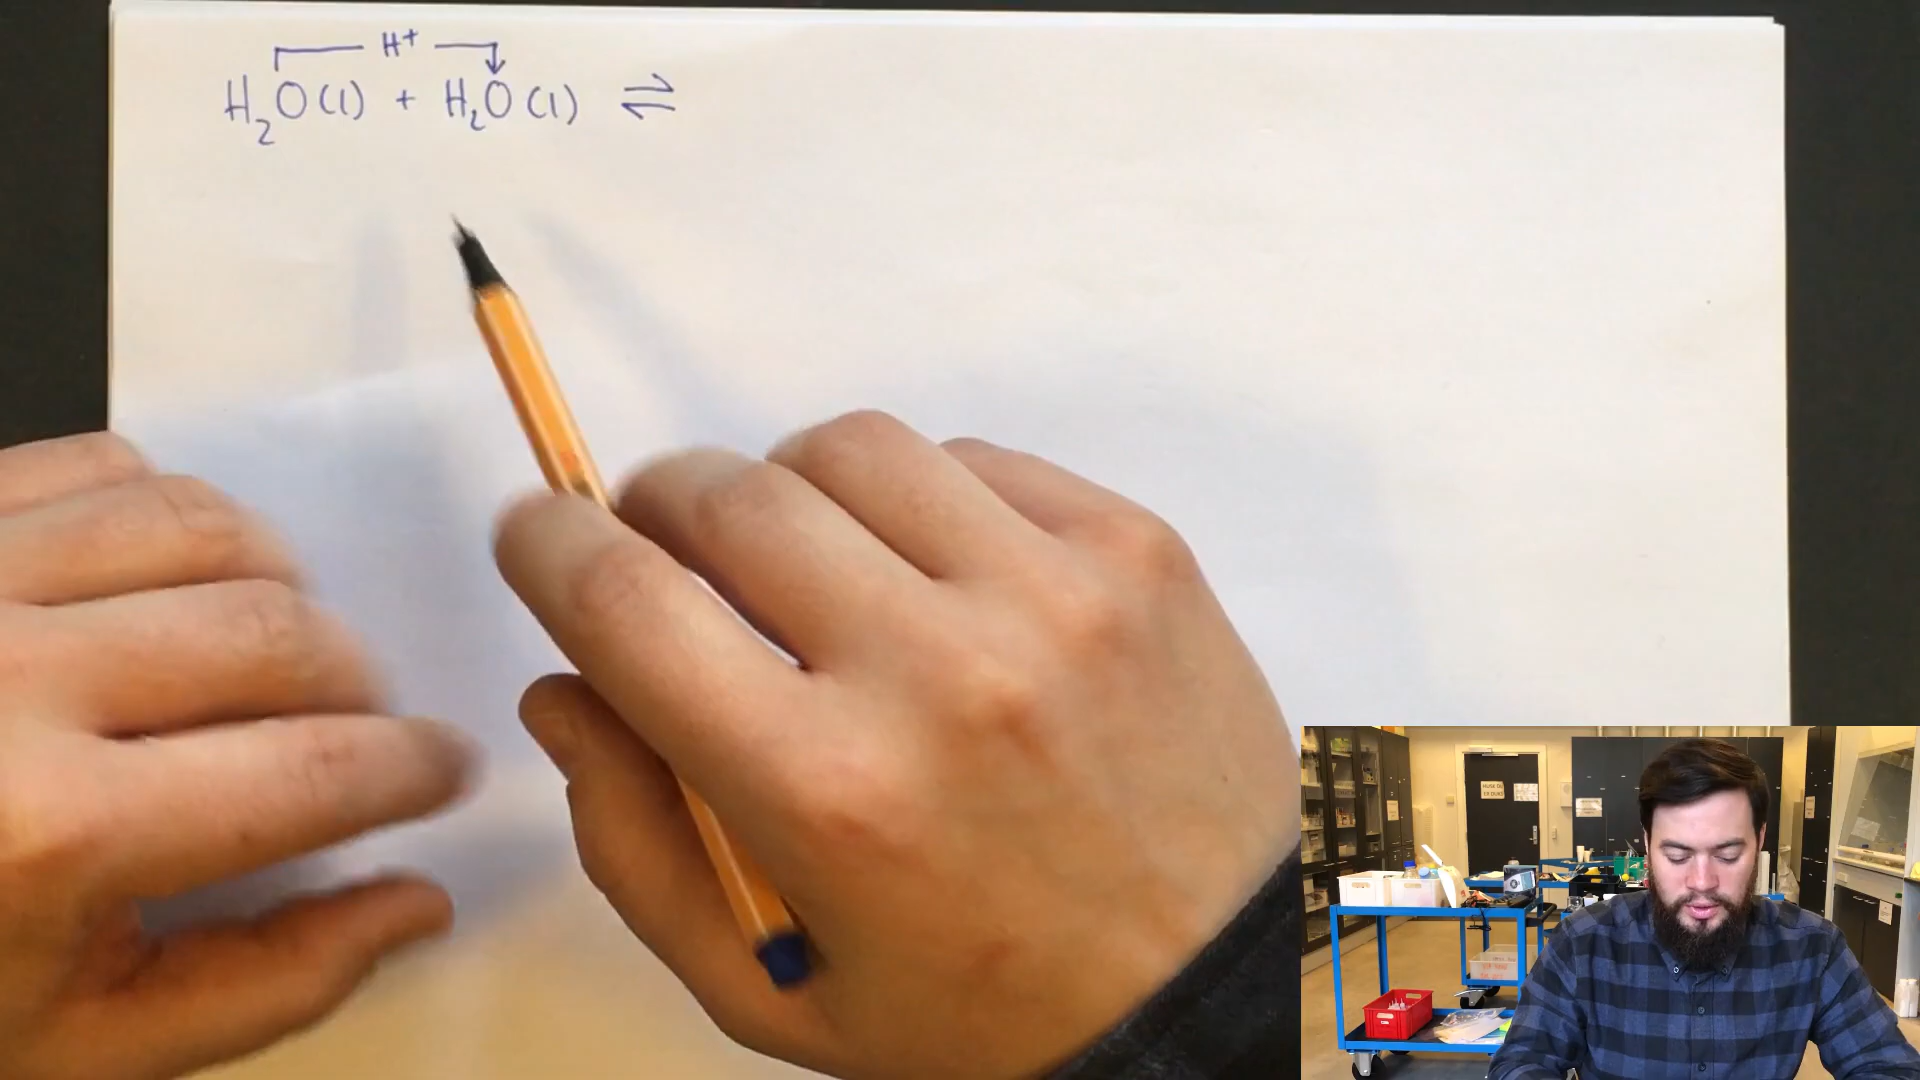 H⁺
H₂O(l) + H₂O(l) ⇌